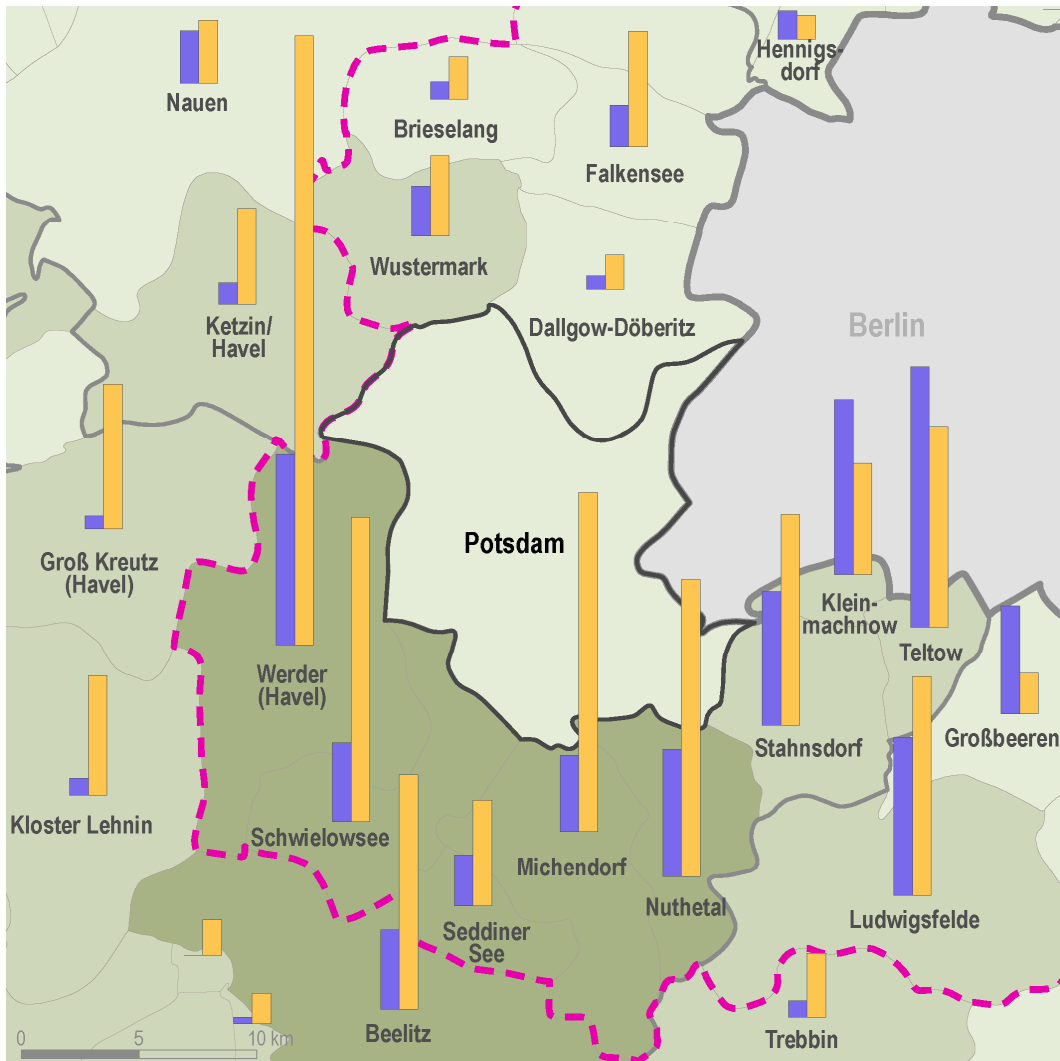 Hennigs-
dorf
Nauen
Brieselang
Falkensee
Wustermark
Ketzin/
Havel
Dallgow-Döberitz
Berlin
Potsdam
Groß Kreutz
(Havel)
Klein-
machnow
Teltow
Werder
(Havel)
Stahnsdorf
Großbeeren
Kloster Lehnin
Schwielowsee
Michendorf
Nuthetal
Ludwigsfelde
Seddiner
See
Beelitz
Trebbin
0 5 10 km